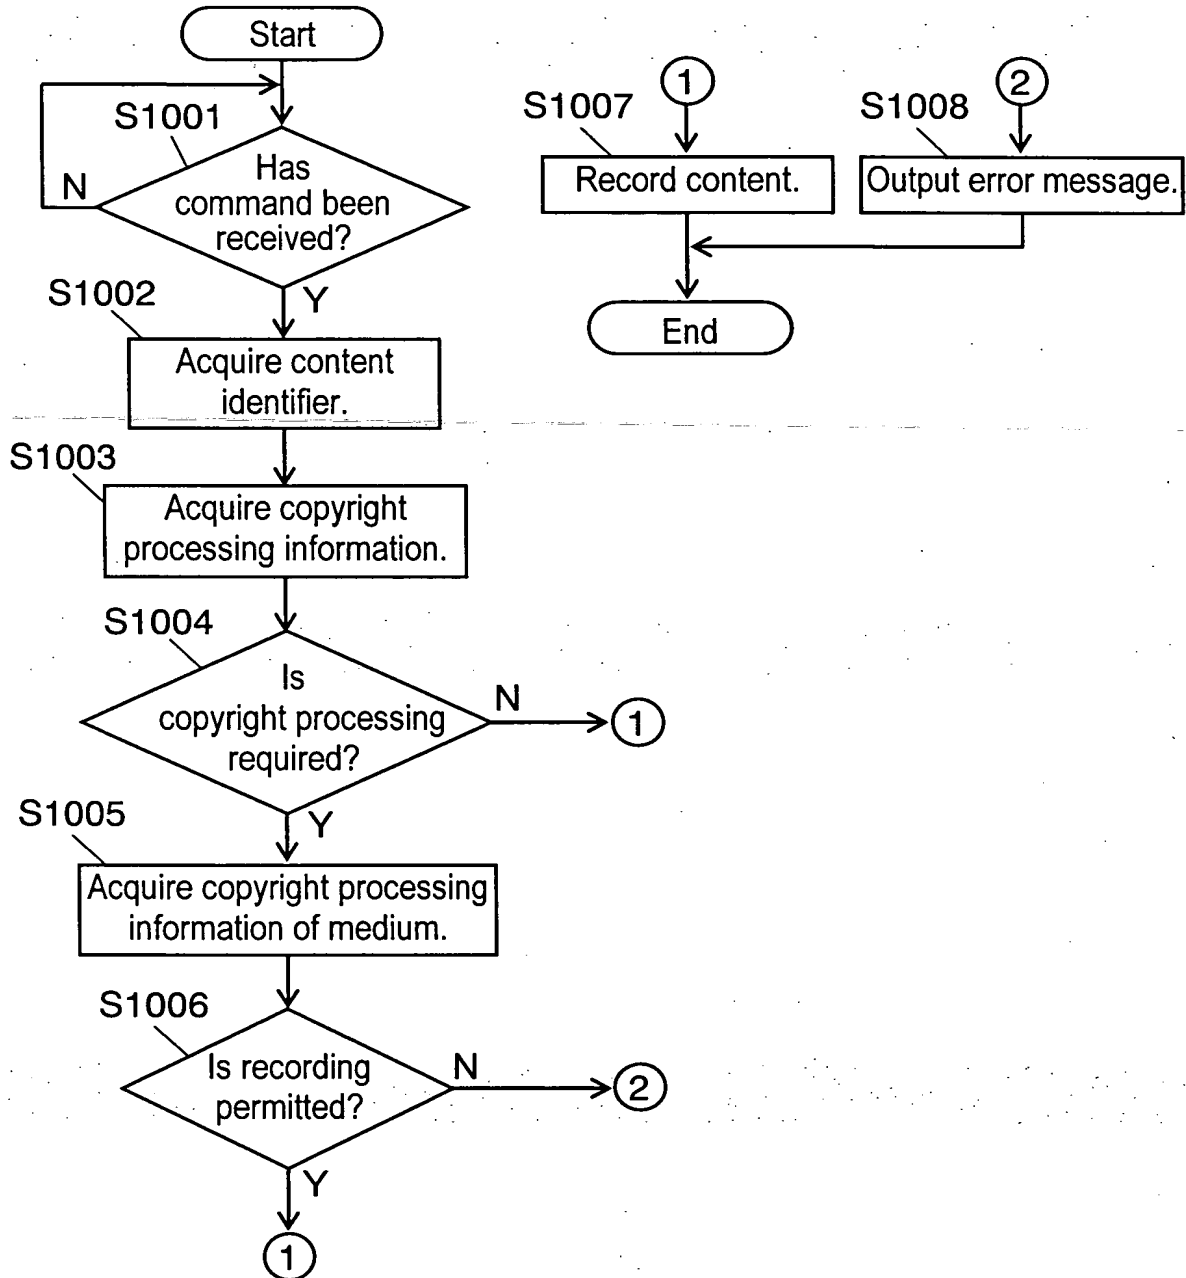 Start
S1001
Has
command been
received?
N
Y
S1002
Acquire content
identifier.
S1003
Acquire copyright
processing information.
S1004
Is
copyright processing
required?
N
1
Y
S1005
Acquire copyright processing
information of medium.
S1006
Is recording
permitted?
N
2
Y
1
1
S1007
Record content.
2
S1008
Output error message.
End